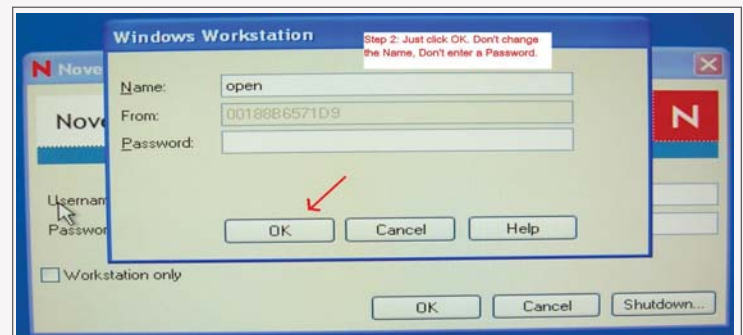 Windows Workstation
Step 2: Just click OK. Don't change
the Name, Don't enter a Password.
N Nove
Name: open
From: 00188B6571D9
Password:
Nove
N
Usernam
Passwor
OK Cancel Help
Workstation only
OK Cancel Shutdown...